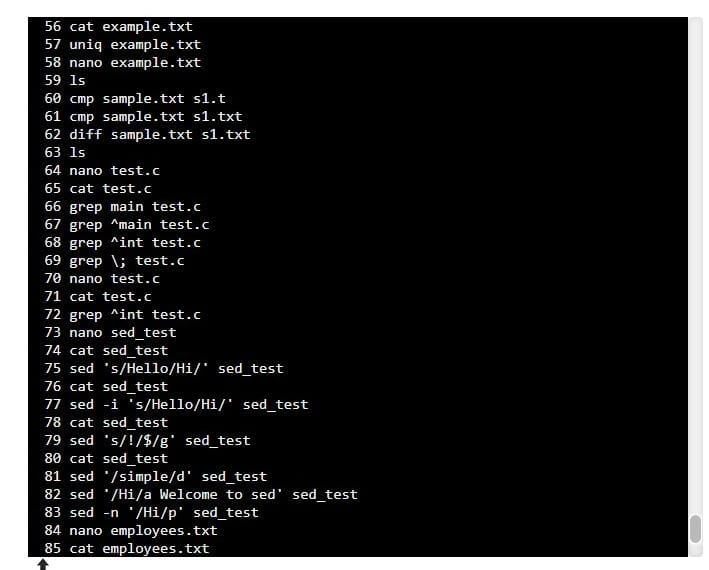 56 cat example.txt
57 uniq example.txt
58 nano example.txt
59 ls
60 cmp sample.txt s1.t
61 cmp sample.txt s1.txt
62 diff sample.txt s1.txt
63 ls
64 nano test.c
65 cat test.c
66 grep main test.c
67 grep ^main test.c
68 grep ^int test.c
69 grep \; test.c
70 nano test.c
71 cat test.c
72 grep ^int test.c
73 nano sed_test
74 cat sed_test
75 sed 's/Hello/Hi/' sed_test
76 cat sed_test
77 sed -i 's/Hello/Hi/' sed_test
78 cat sed_test
79 sed 's/!/$/g' sed_test
80 cat sed_test
81 sed '/simple/d' sed_test
82 sed '/Hi/a Welcome to sed' sed_test
83 sed -n '/Hi/p' sed_test
84 nano employees.txt
85 cat employees.txt